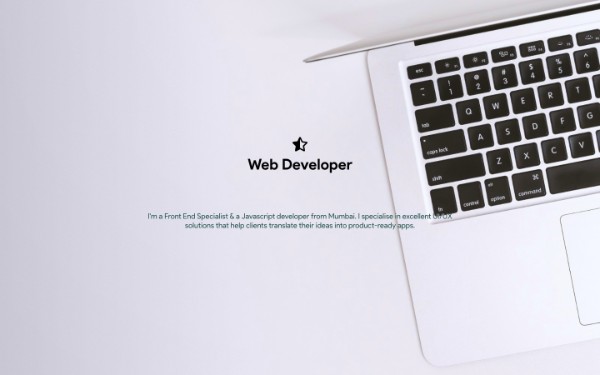 Web Developer
I'm a Front End Specialist & a Javascript developer from Mumbai. I specialise in excellent UI/UX
solutions that help clients translate their ideas into product-ready apps.
esc
! 1
@ 2
# 3
$ 4
% 5
6
tab Q W E R T
caps lock A S D F G
shift Z X C V
fn control option command